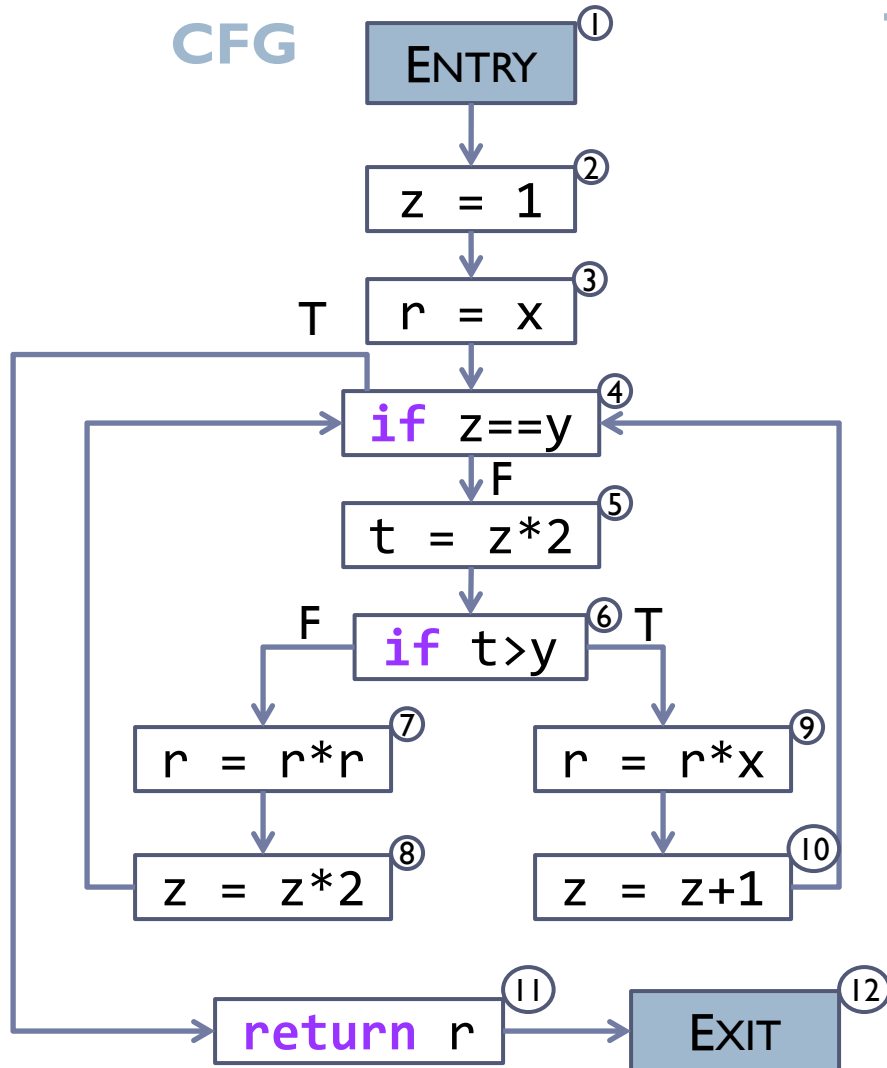 CFG
ENTRY 1
z = 1 2
r = x 3
T
if z==y 4
F
t = z*2 5
F
if t>y 6
T
r = r*r 7
r = r*x 9
z = z*2 8
z = z+1 10
return r 11
EXIT 12